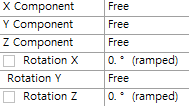 X Component Free
Y Component Free
Z Component Free
Rotation X 0. ° (ramped)
Rotation Y Free
Rotation Z 0. ° (ramped)